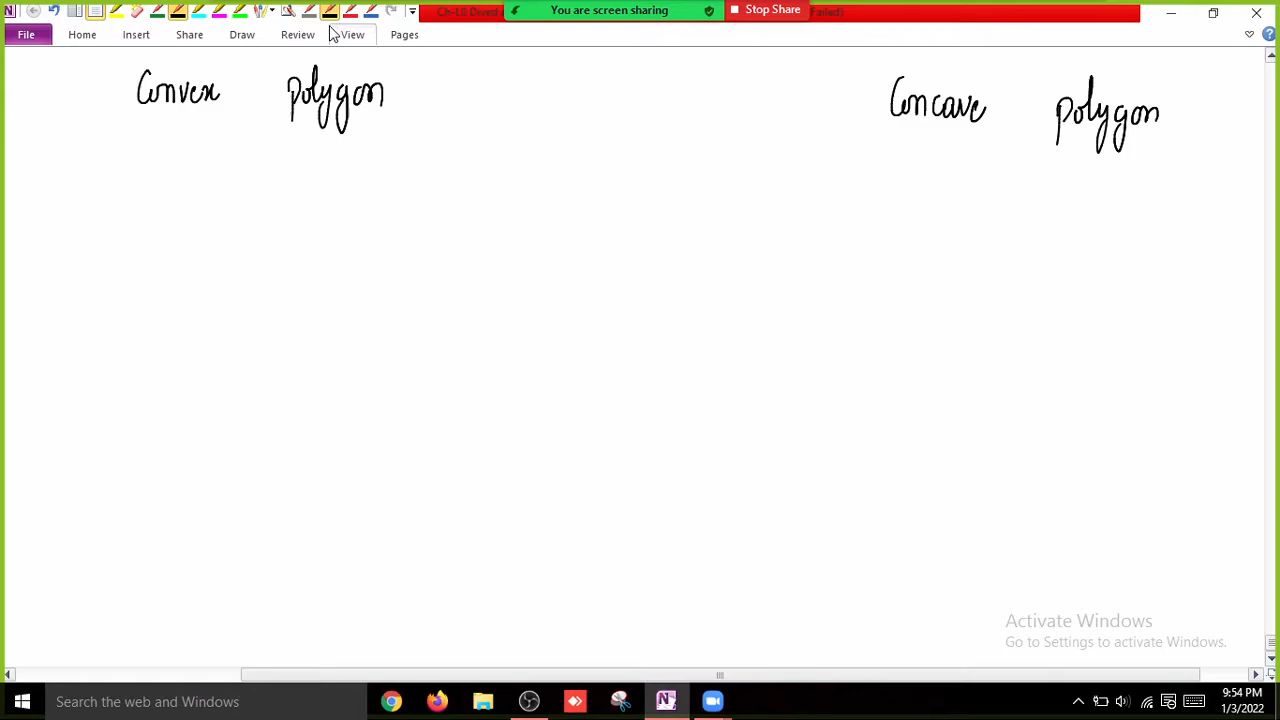 You are screen sharing
Stop Share
Failed)
File Home Insert Share Draw Review View Pages
Convex Polygon
Concave Polygon
Activate Windows
Go to Settings to activate Windows.
Search the web and Windows
9:54 PM
1/3/2022